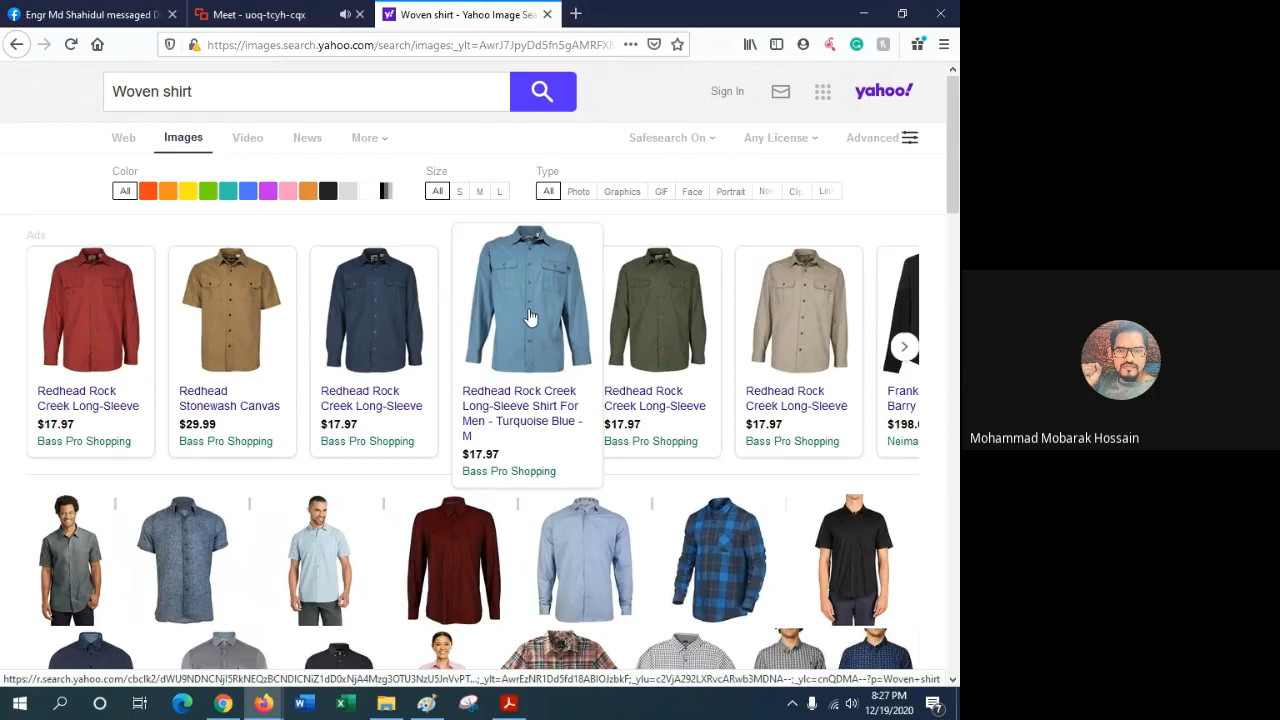 Engr Md Shahidul messaged D
Meet - uoq-tcyh-cqx
Woven shirt - Yahoo Image Sea
https://images.search.yahoo.com/search/images;_ylt=AwrJ7JpyDd5fn5gAMRFX
Woven shirt
Sign In
yahoo!
Web
Images
Video
News
More
Safesearch On
Any License
Advanced
Color
Size
Type
All
All
S
M
L
All
Photo
Graphics
GIF
Face
Portrait
Ads
Redhead Rock
Creek Long-Sleeve
$17.97
Bass Pro Shopping
Redhead
Stonewash Canvas
$29.99
Bass Pro Shopping
Redhead Rock
Creek Long-Sleeve
$17.97
Bass Pro Shopping
Redhead Rock Creek
Long-Sleeve Shirt For
Men - Turquoise Blue -
M
$17.97
Bass Pro Shopping
Redhead Rock
Creek Long-Sleeve
$17.97
Bass Pro Shopping
Redhead Rock
Creek Long-Sleeve
$17.97
Bass Pro Shopping
Frank
Barry
$198.
Neima
Mohammad Mobarak Hossain
8:27 PM
12/19/2020